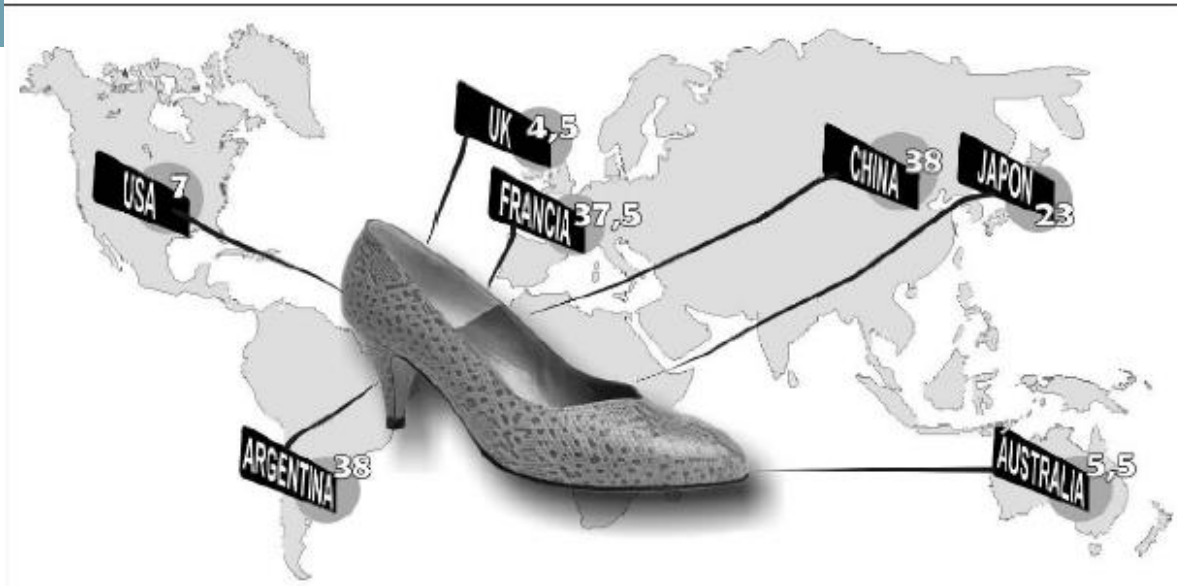 UK 4,5
USA 7
FRANCIA 37,5
CHINA 38
JAPON 23
ARGENTINA 38
AUSTRALIA 5,5